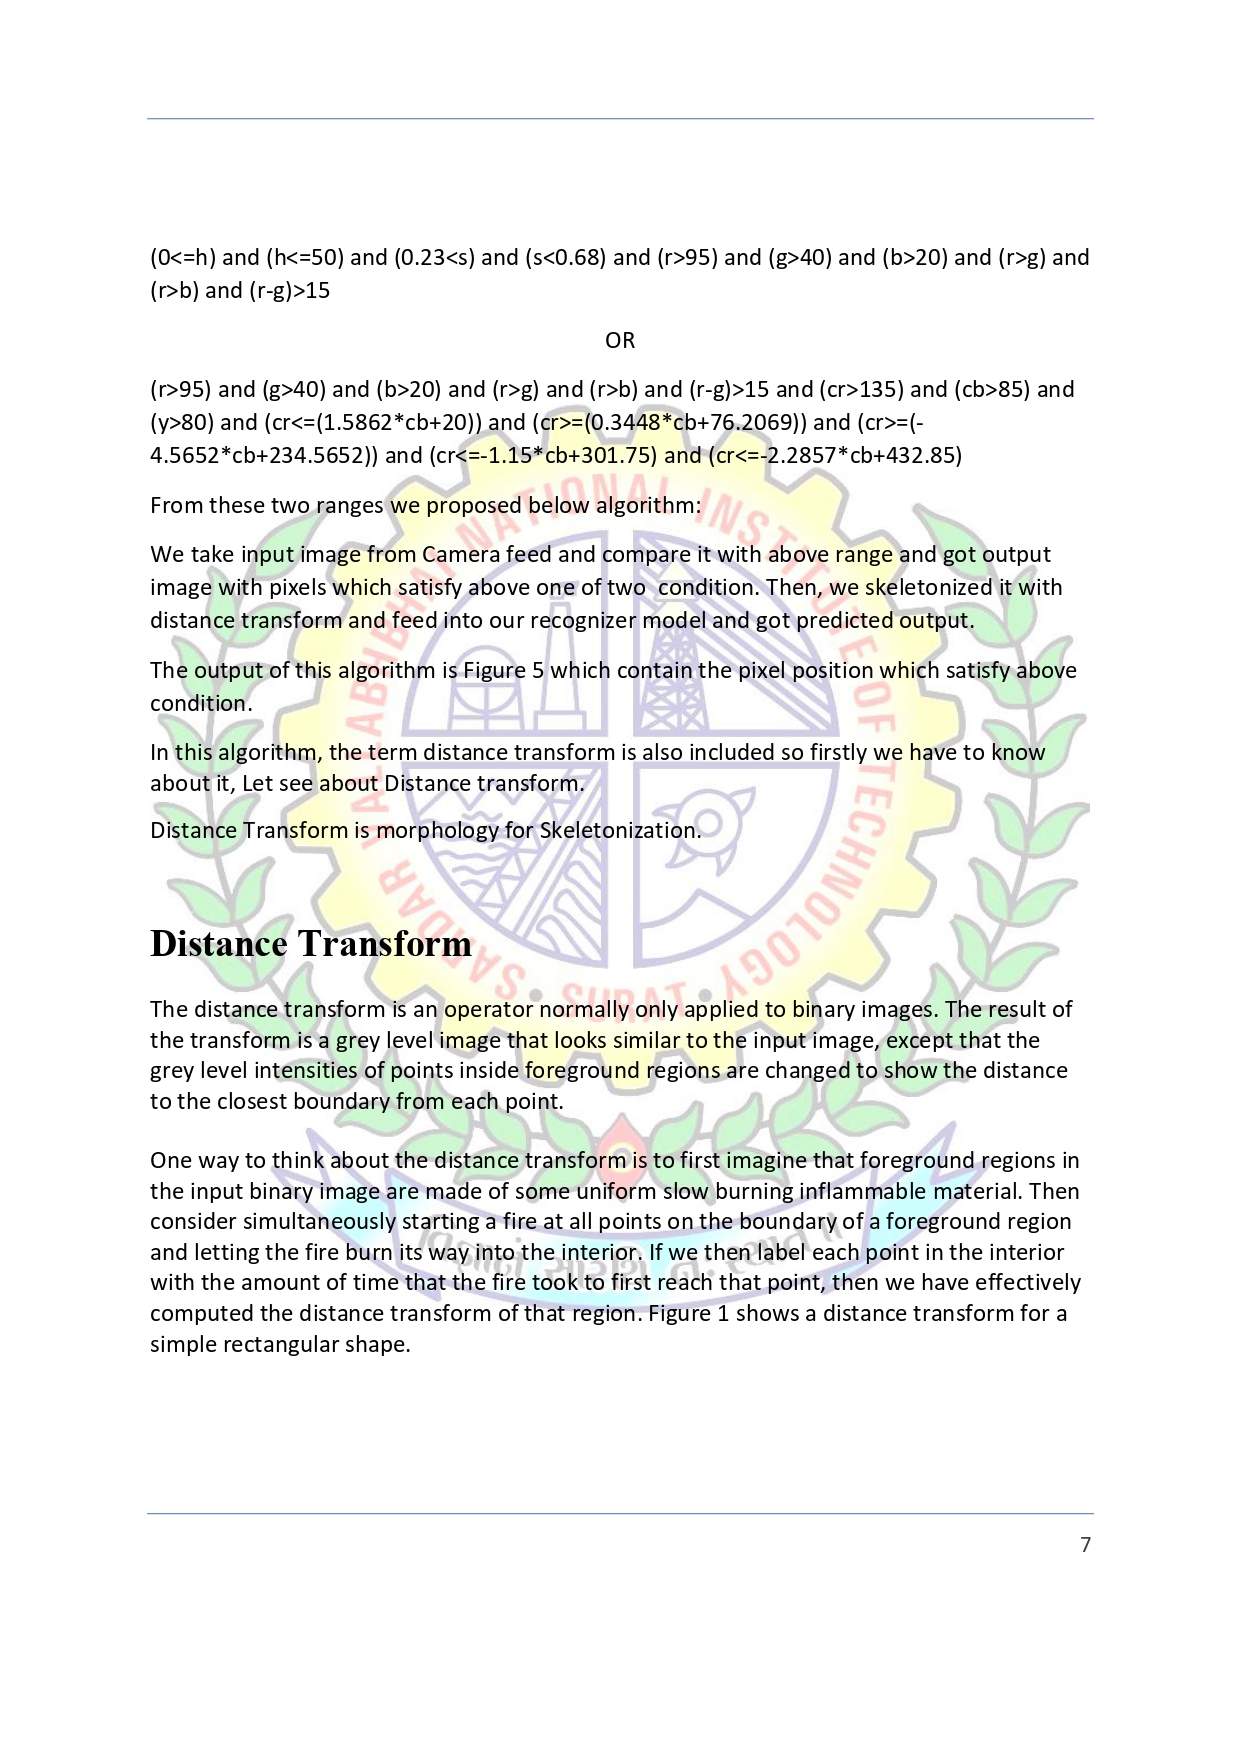 (0<=h) and (h<=50) and (0.23<s) and (s<0.68) and (r>95) and (g>40) and (b>20) and (r>g) and
(r>b) and (r-g)>15
OR
(r>95) and (g>40) and (b>20) and (r>g) and (r>b) and (r-g)>15 and (cr>135) and (cb>85) and
(y>80) and (cr<=(1.5862*cb+20)) and (cr>=(0.3448*cb+76.2069)) and (cr>=(-
4.5652*cb+234.5652)) and (cr<=-1.15*cb+301.75) and (cr<=-2.2857*cb+432.85)
From these two ranges we proposed below algorithm:
We take input image from Camera feed and compare it with above range and got output
image with pixels which satisfy above one of two  condition. Then, we skeletonized it with
distance transform and feed into our recognizer model and got predicted output.
The output of this algorithm is Figure 5 which contain the pixel position which satisfy above
condition.
In this algorithm, the term distance transform is also included so firstly we have to know
about it, Let see about Distance transform.
Distance Transform is morphology for Skeletonization.
Distance Transform
The distance transform is an operator normally only applied to binary images. The result of
the transform is a grey level image that looks similar to the input image, except that the
grey level intensities of points inside foreground regions are changed to show the distance
to the closest boundary from each point.
One way to think about the distance transform is to first imagine that foreground regions in
the input binary image are made of some uniform slow burning inflammable material. Then
consider simultaneously starting a fire at all points on the boundary of a foreground region
and letting the fire burn its way into the interior. If we then label each point in the interior
with the amount of time that the fire took to first reach that point, then we have effectively
computed the distance transform of that region. Figure 1 shows a distance transform for a
simple rectangular shape.
7
SARDAR VALLABHBHAI NATIONAL INSTITUTE OF TECHNOLOGY
• SURAT •